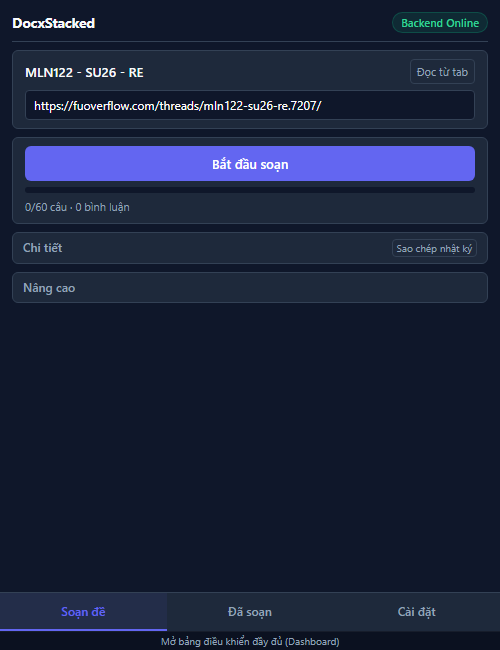 DocxStacked
Backend Online
MLN122 - SU26 - RE
Đọc từ tab
https://fuoverflow.com/threads/mln122-su26-re.7207/
Bắt đầu soạn
0/60 câu · 0 bình luận
Chi tiết
Sao chép nhật ký
Nâng cao
Soạn đề
Đã soạn
Cài đặt
Mở bảng điều khiển đầy đủ (Dashboard)